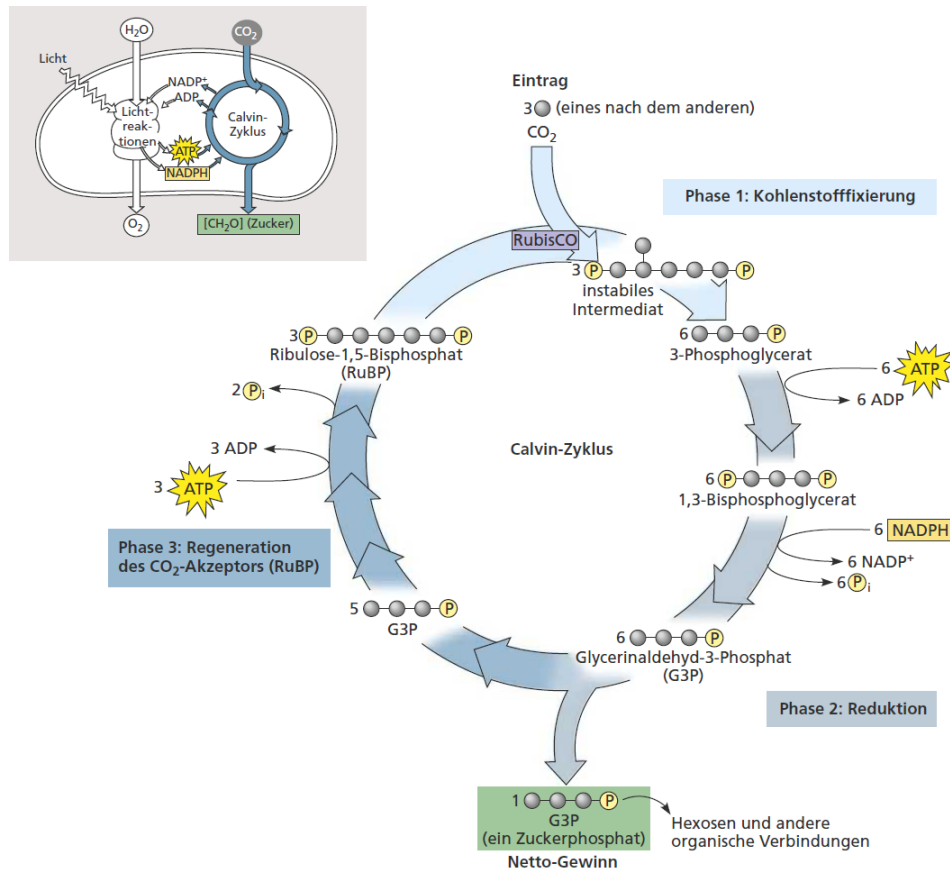 H₂O
CO₂
Licht
NADP⁺
ADP
Licht-
reak-
tionen
Calvin-
Zyklus
ATP
NADPH
O₂
[CH₂O] (Zucker)
Eintrag
3 (eines nach dem anderen)
CO₂
Phase 1: Kohlenstofffixierung
RubisCO
3 P P
instabiles
Intermediat
3 P P
Ribulose-1,5-Bisphosphat
(RuBP)
6 P
3-Phosphoglycerat
6 ATP
6 ADP
2 Pᵢ
3 ADP
3 ATP
Calvin-Zyklus
6 P P
1,3-Bisphosphoglycerat
6 NADPH
6 NADP⁺
6 Pᵢ
Phase 3: Regeneration
des CO₂-Akzeptors (RuBP)
5 P
G3P
6 P
Glycerinaldehyd-3-Phosphat
(G3P)
Phase 2: Reduktion
1 P
G3P
(ein Zuckerphosphat)
Netto-Gewinn
Hexosen und andere
organische Verbindungen